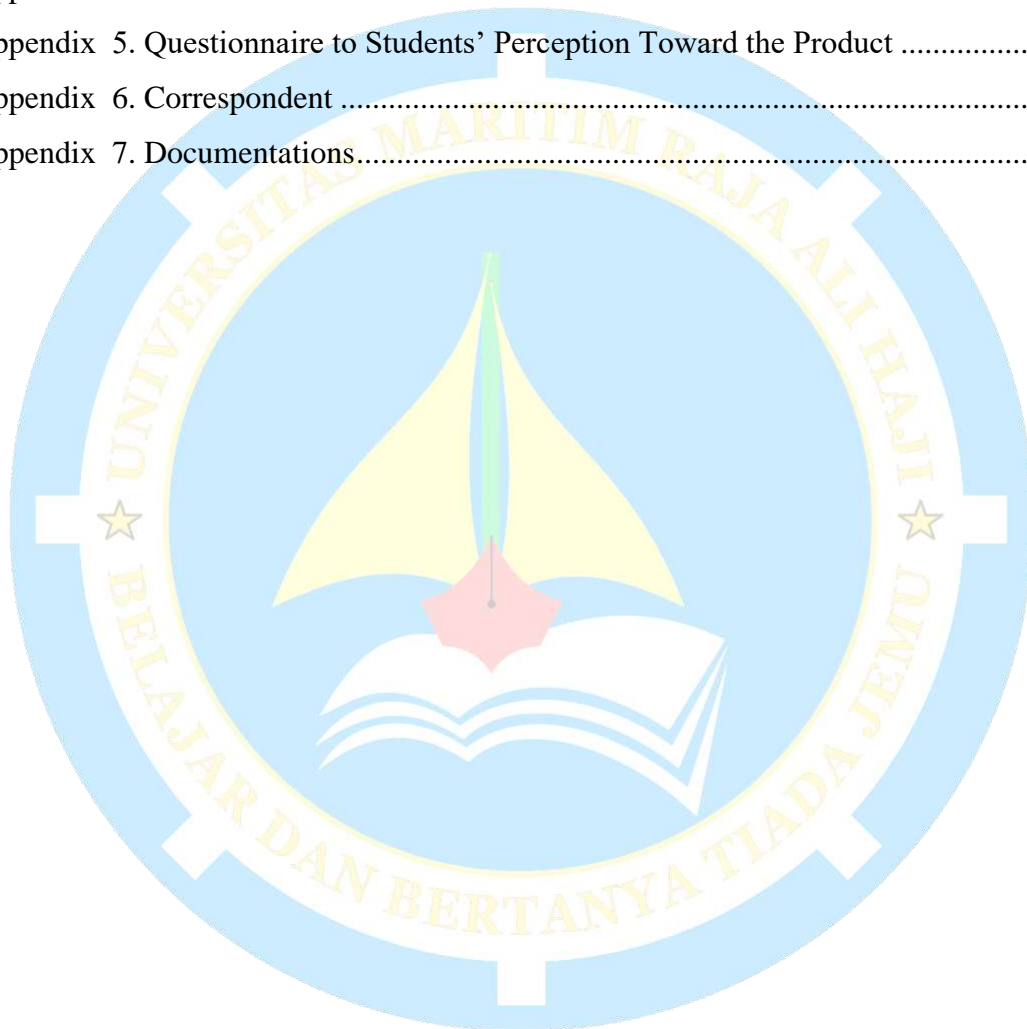 ppendix 5. Questionnaire to Students’ Perception Toward the Product ................
ppendix 6. Correspondent .......................................................................................
ppendix 7. Documentations.....................................................................................
UNIVERSITAS MARITIM RAJA ALI HAJI
BELAJAR DAN BERTANYA TIADA JEMU